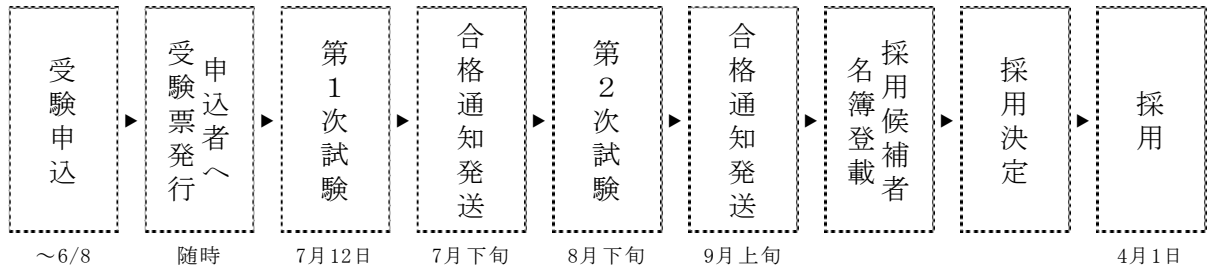 受験申込
申込者へ
受験票発行
第1次試験
合格通知発送
第2次試験
合格通知発送
採用候補者
名簿登載
採用決定
採用
～6/8
随時
7月12日
7月下旬
8月下旬
9月上旬
4月1日